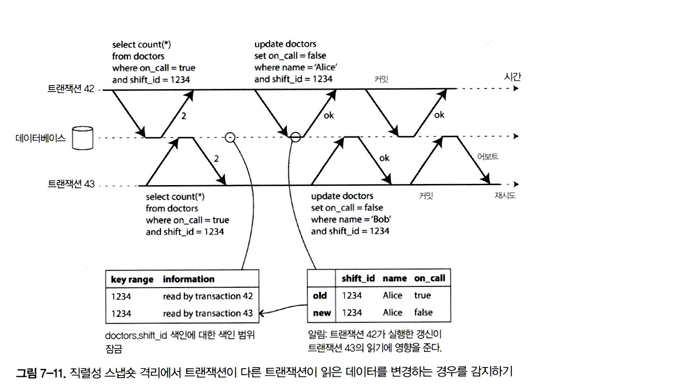 select count(*)
from doctors
where on_call = true
and shift_id = 1234
update doctors
set on_call = false
where name = ‘Alice’
and shift_id = 1234
커밋
시간
트랜잭션 42
2
ok
ok
데이터베이스
2
ok
어보트
트랜잭션 43
재시도
select count(*)
from doctors
where on_call = true
and shift_id = 1234
update doctors
set on_call = false
where name = ‘Bob’
and shift_id = 1234
커밋
key range information
1234 read by transaction 42
1234 read by transaction 43
doctors.shift_id 색인에 대한 색인 범위
잠금
shift_id name on_call
old 1234 Alice true
new 1234 Alice false
알림: 트랜잭션 42가 실행한 갱신이
트랜잭션 43의 읽기에 영향을 준다.
그림 7-11. 직렬성 스냅숏 격리에서 트랜잭션이 다른 트랜잭션이 읽은 데이터를 변경하는 경우를 감지하기